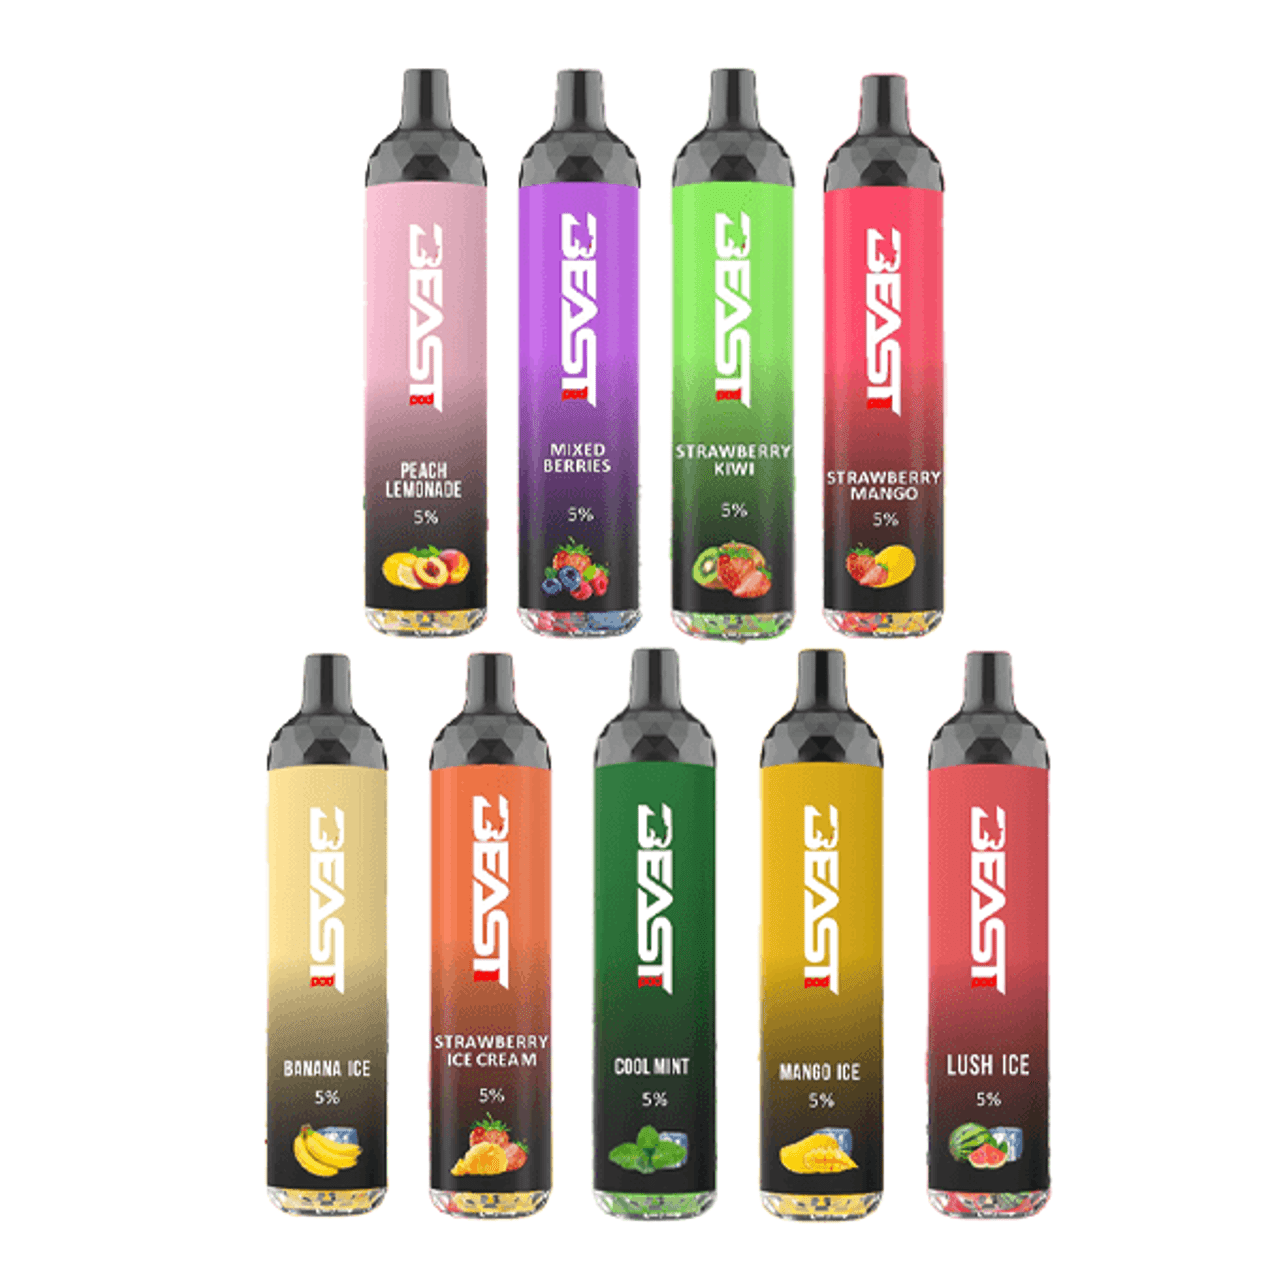 BEAST
pod
PEACH
LEMONADE
5%
BEAST
pod
MIXED
BERRIES
5%
BEAST
pod
STRAWBERRY
KIWI
5%
BEAST
pod
STRAWBERRY
MANGO
5%
BEAST
pod
BANANA ICE
5%
BEAST
pod
STRAWBERRY
ICE CREAM
5%
BEAST
pod
COOL MINT
5%
BEAST
pod
MANGO ICE
5%
BEAST
pod
LUSH ICE
5%